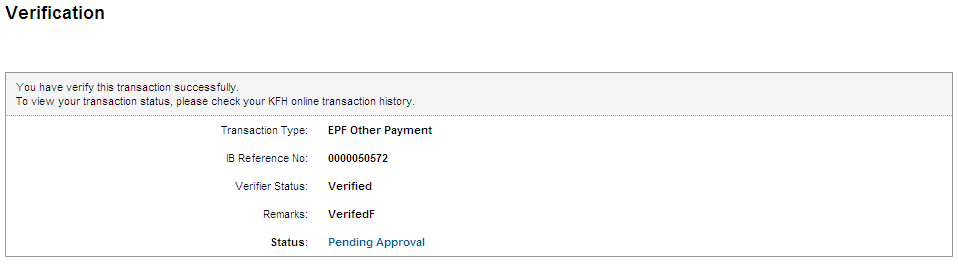 Verification
You have verify this transaction successfully.
To view your transaction status, please check your KFH online transaction history.
Transaction Type: EPF Other Payment
IB Reference No: 0000050572
Verifier Status: Verified
Remarks: VerifedF
Status: Pending Approval